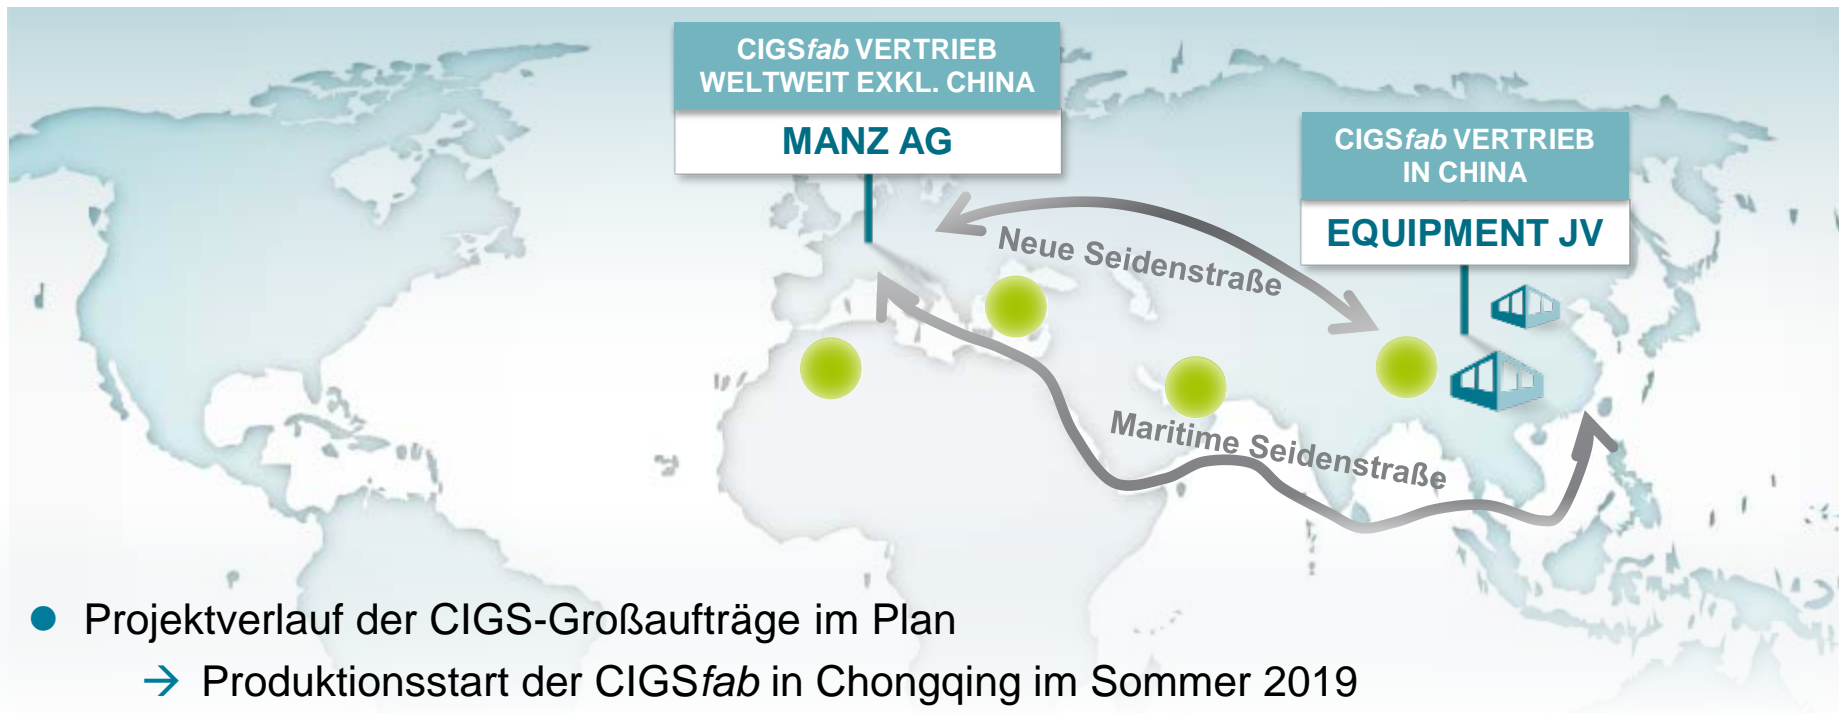 CIGSfab VERTRIEB
WELTWEIT EXKL. CHINA
MANZ AG
CIGSfab VERTRIEB
IN CHINA
EQUIPMENT JV
Neue Seidenstraße
Maritime Seidenstraße
● Projektverlauf der CIGS-Großaufträge im Plan
→ Produktionsstart der CIGSfab in Chongqing im Sommer 2019